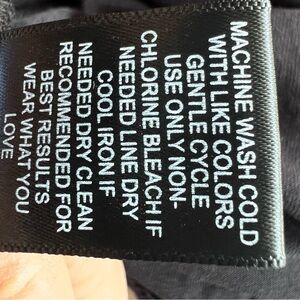 MACHINE WASH COLD
WITH LIKE COLORS
GENTLE CYCLE
USE ONLY NON-
CHLORINE BLEACH IF
NEEDED LINE DRY
COOL IRON IF
NEEDED DRY CLEAN
RECOMMENDED FOR
BEST RESULTS
WEAR WHAT YOU
LOVE